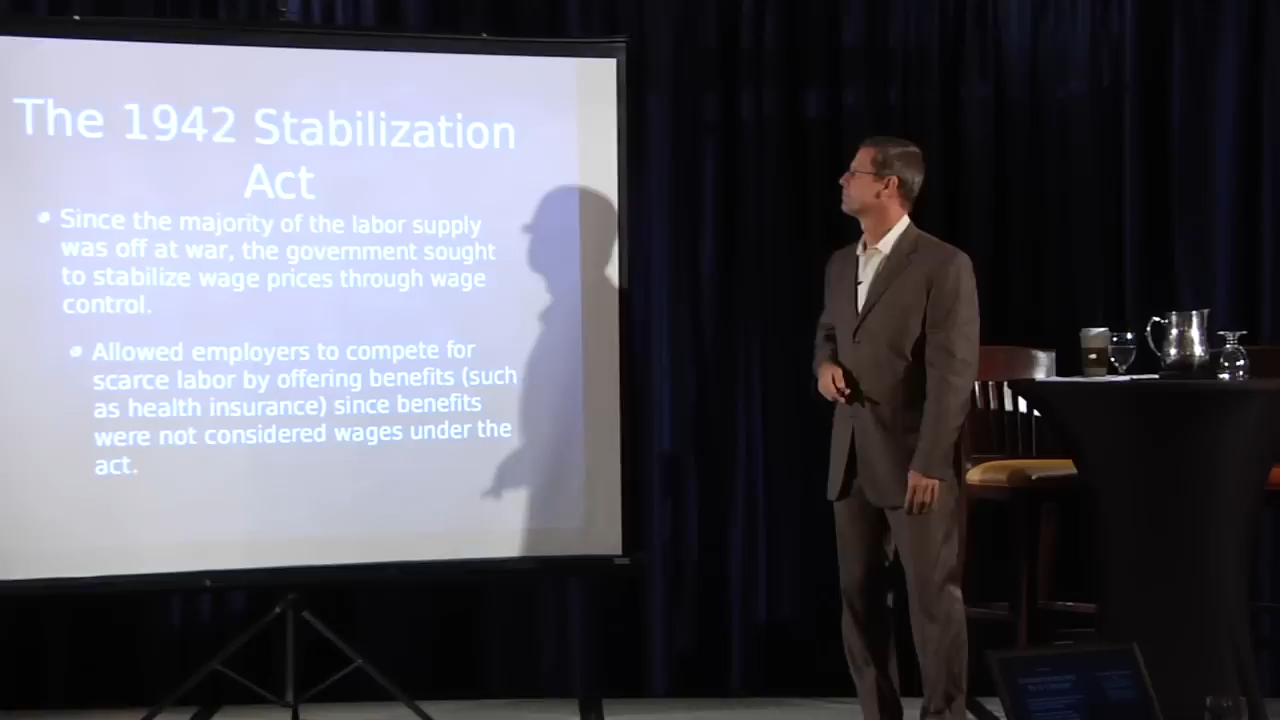 The 1942 Stabilization
Act
Since the majority of the labor supply
was off at war, the government sought
to stabilize wage prices through wage
control.
Allowed employers to compete for
scarce labor by offering benefits (such
as health insurance) since benefits
were not considered wages under the
act.